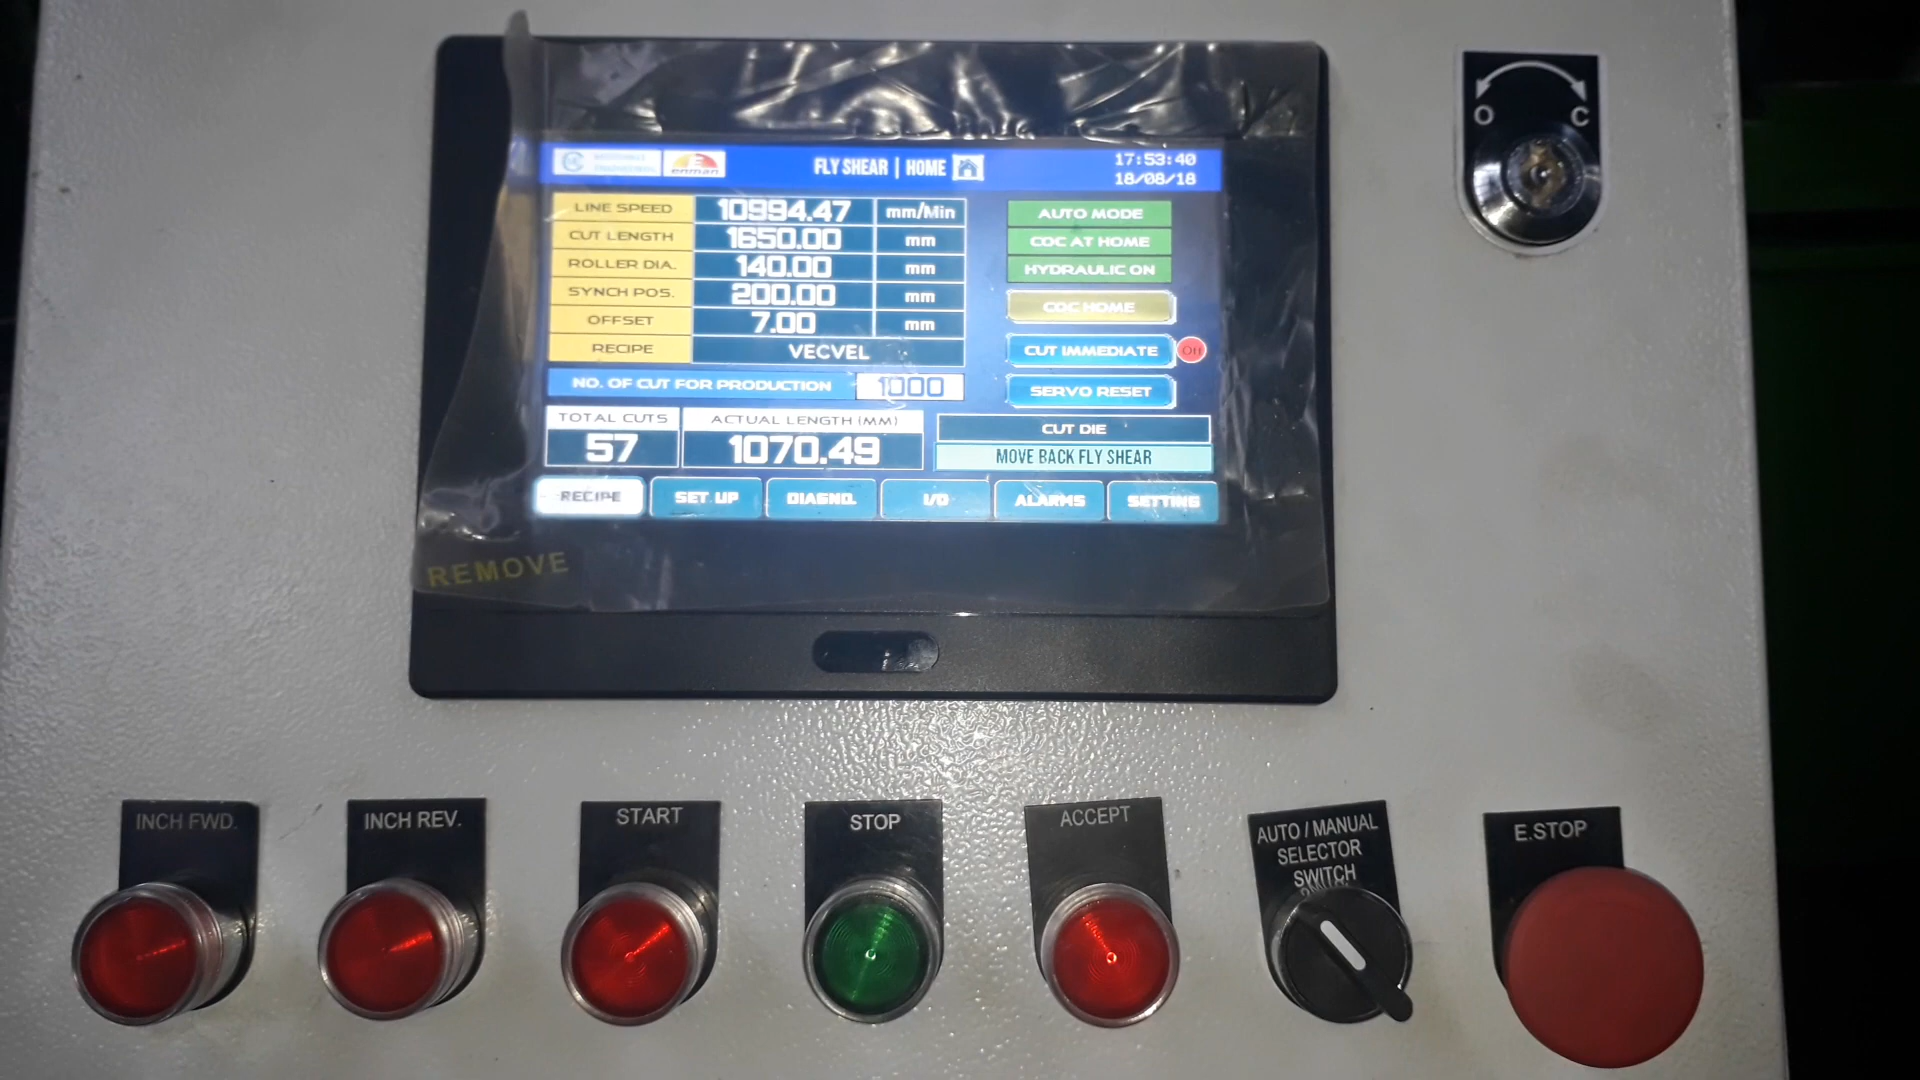 FLY SHEAR | HOME
17:53:40
18/08/18
enman
LINE SPEED 10994.47 mm/Min
CUT LENGTH 1650.00 mm
ROLLER DIA. 140.00 mm
SYNCH POS. 200.00 mm
OFFSET 7.00 mm
RECIPE VECVEL
NO. OF CUT FOR PRODUCTION 1000
TOTAL CUTS
57
ACTUAL LENGTH (MM)
1070.49
AUTO MODE
CDC AT HOME
HYDRAULIC ON
CDC HOME
CUT IMMEDIATE Off
SERVO RESET
CUT DIE
MOVE BACK FLY SHEAR
RECIPE SET UP DIAGNO. I/O ALARMS SETTING
REMOVE
O C
INCH FWD.
INCH REV.
START
STOP
ACCEPT
AUTO / MANUAL
SELECTOR
SWITCH
E.STOP